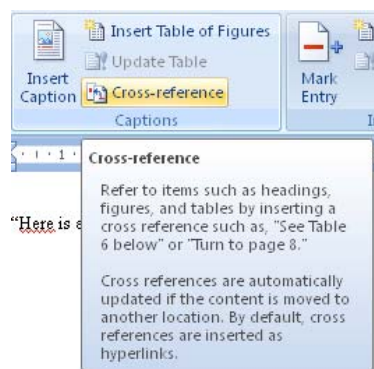 Insert Table of Figures
Update Table
Insert
Caption
Cross-reference
Mark
Entry
Captions
1
Cross-reference
Refer to items such as headings,
figures, and tables by inserting a
cross reference such as, "See Table
6 below" or "Turn to page 8."
Cross references are automatically
updated if the content is moved to
another location. By default, cross
references are inserted as
hyperlinks.
“Here is